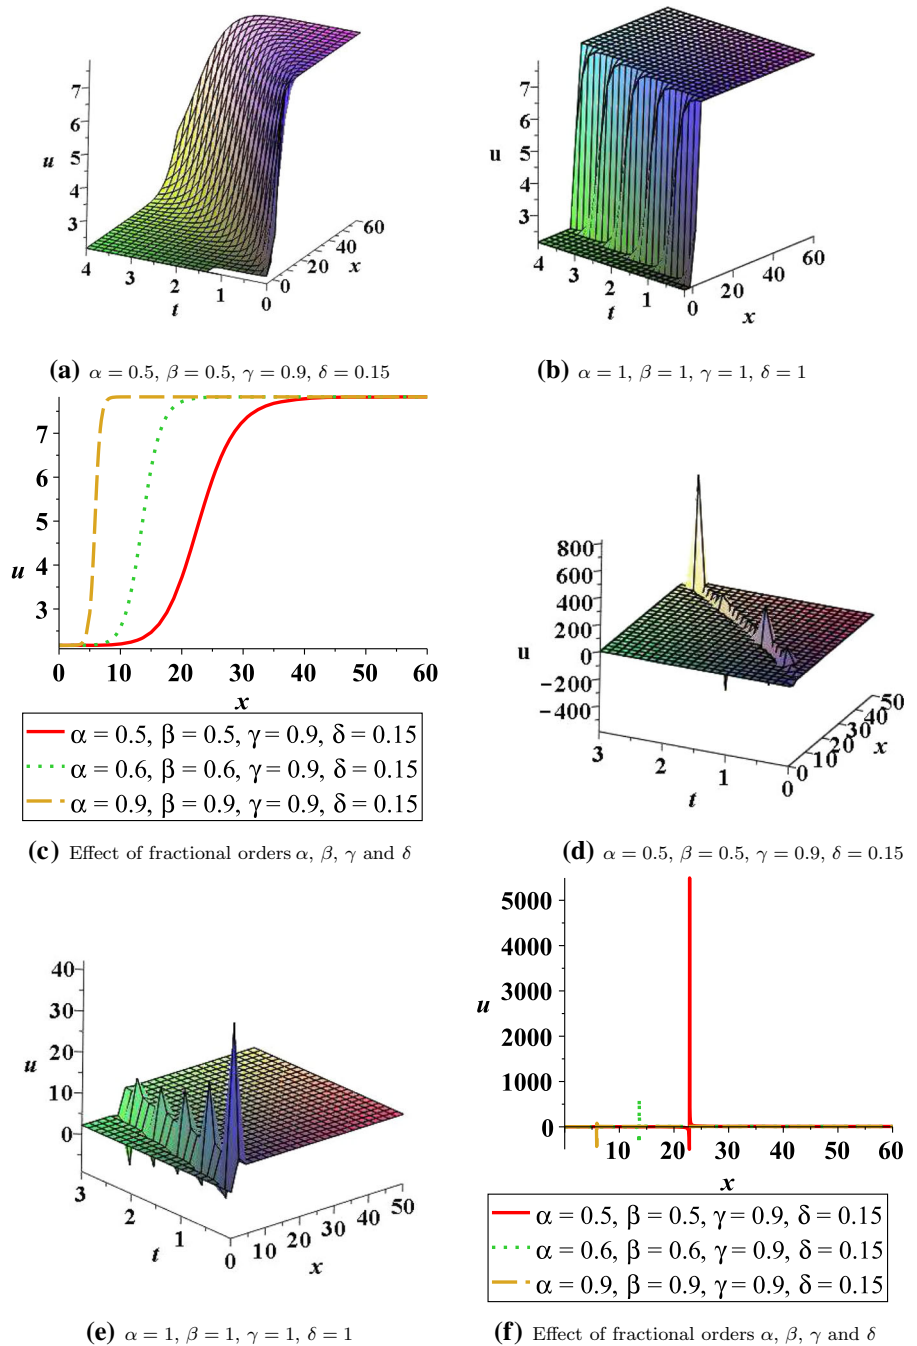 7
6
u 5
4
3
4
3
2
t
1
0
0
20
40
x
60
(a) α = 0.5, β = 0.5, γ = 0.9, δ = 0.15
7
6
u 5
4
3
4
3
2
t
1
0
20
x
40
60
(b) α = 1, β = 1, γ = 1, δ = 1
7
6
5
u 4
3
0 10 20 30 40 50 60
x
α = 0.5, β = 0.5, γ = 0.9, δ = 0.15
α = 0.6, β = 0.6, γ = 0.9, δ = 0.15
α = 0.9, β = 0.9, γ = 0.9, δ = 0.15
(c) Effect of fractional orders α, β, γ and δ
800
600
400
200
u 0
−200
−400
3
2
t
1
0
0
10
20
30
x
40
50
(d) α = 0.5, β = 0.5, γ = 0.9, δ = 0.15
40
30
u 20
10
0
3
2
t
1
0
10
20
x
30
40
50
(e) α = 1, β = 1, γ = 1, δ = 1
5000
4000
3000
u
2000
1000
0
10 20 30 40 50 60
x
α = 0.5, β = 0.5, γ = 0.9, δ = 0.15
α = 0.6, β = 0.6, γ = 0.9, δ = 0.15
α = 0.9, β = 0.9, γ = 0.9, δ = 0.15
(f) Effect of fractional orders α, β, γ and δ